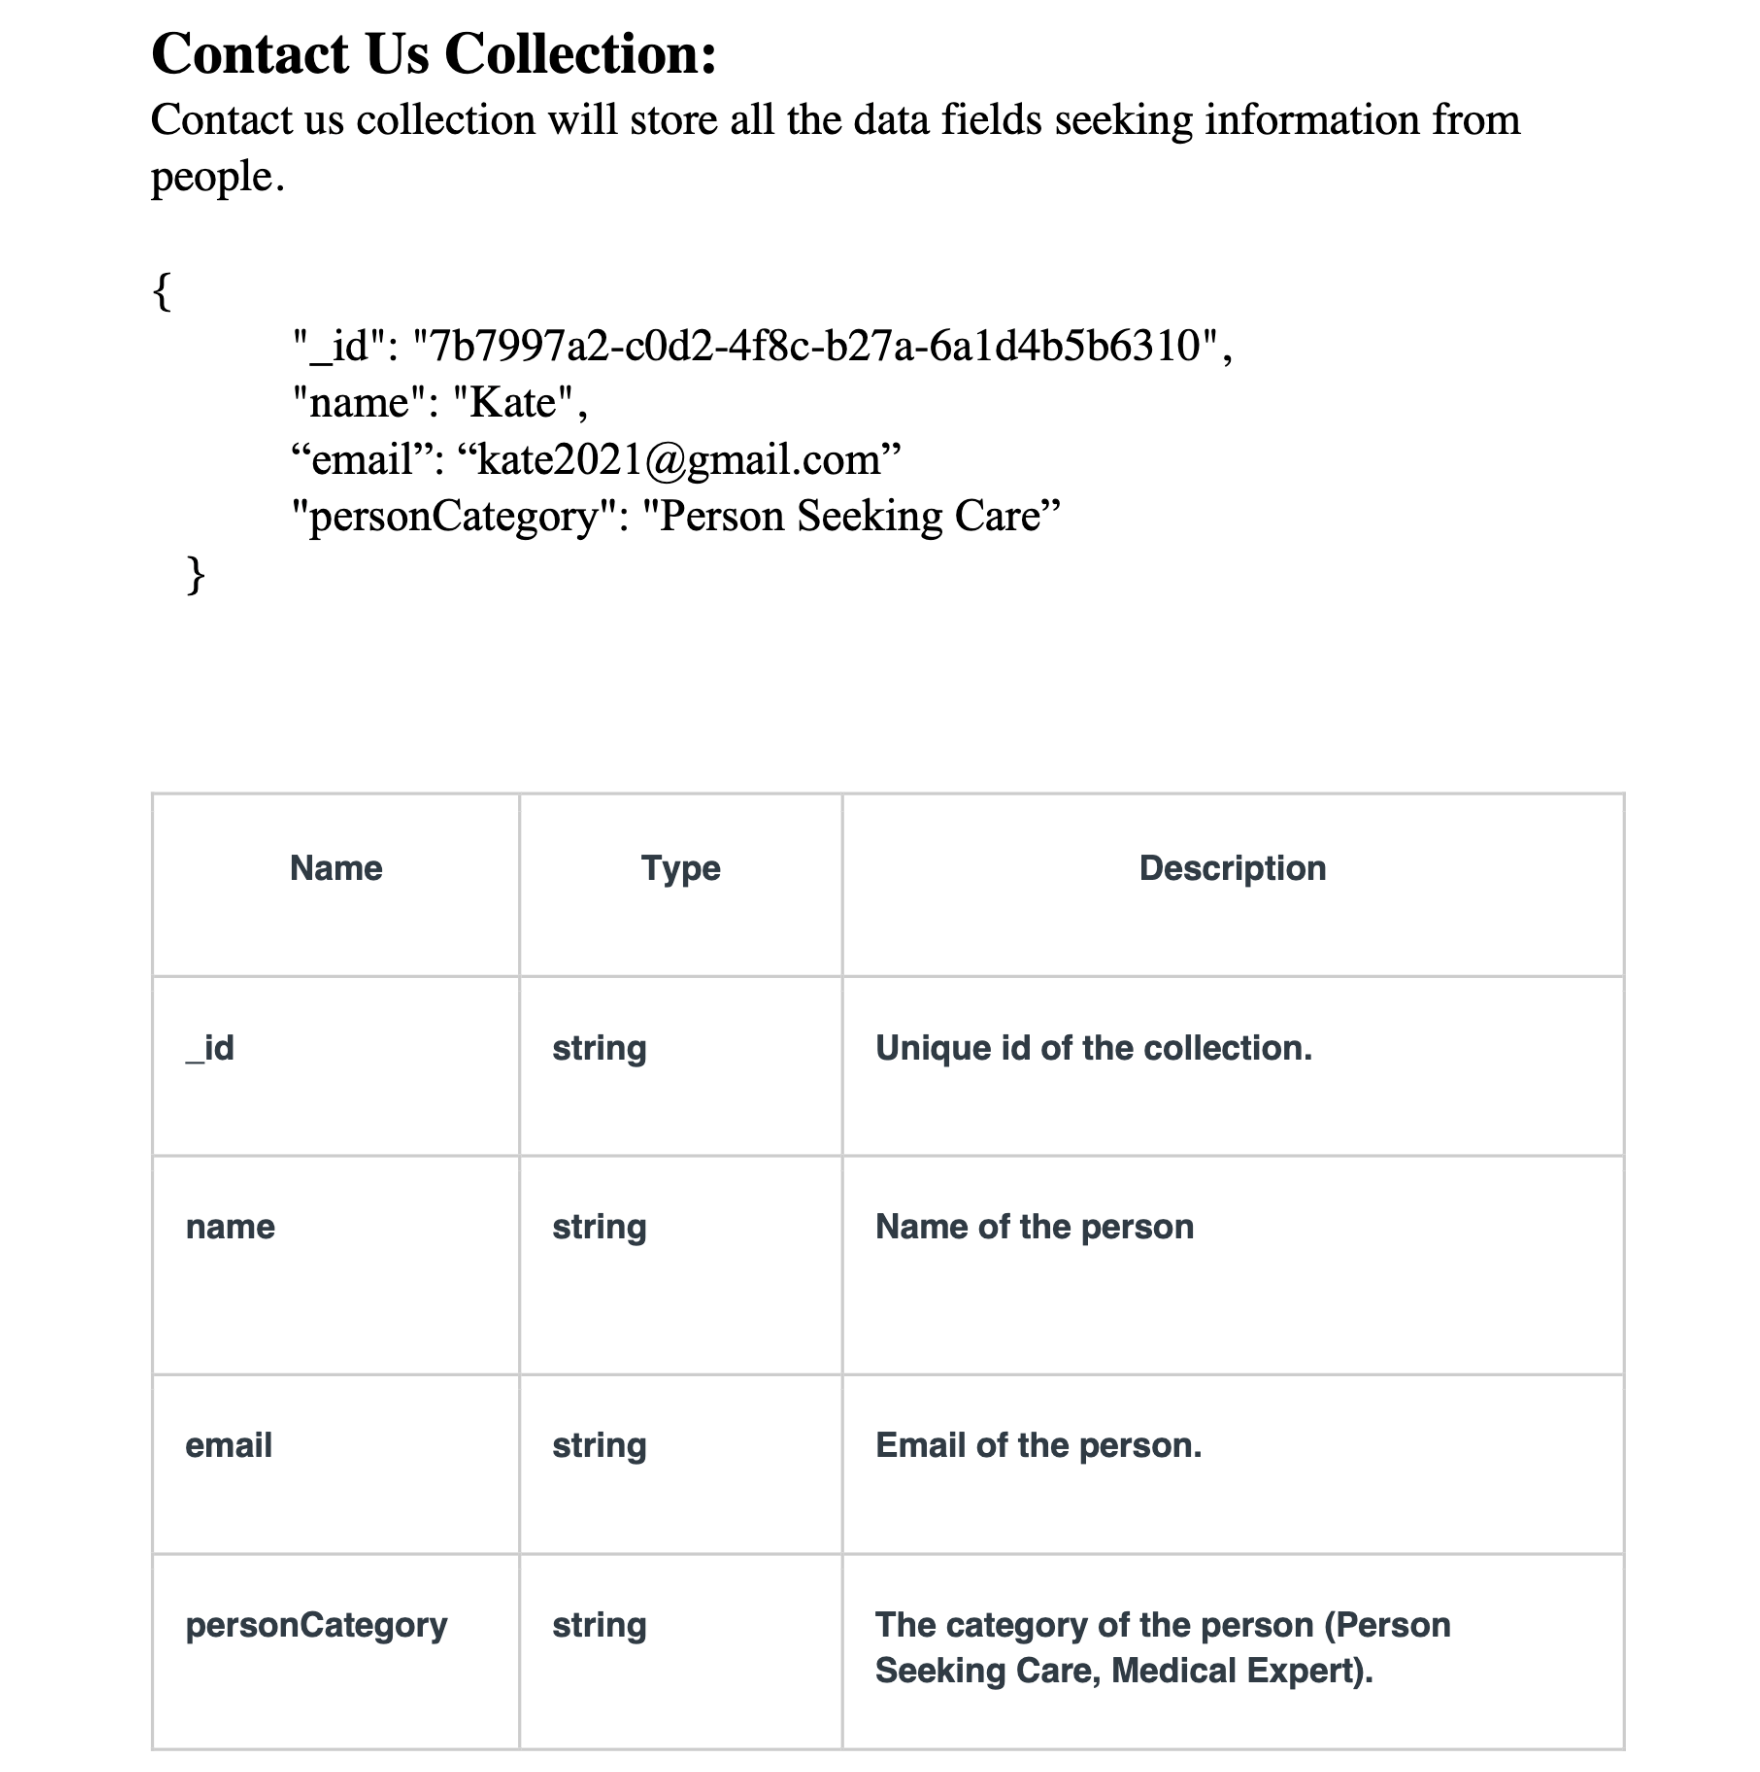 Contact Us Collection:
Contact us collection will store all the data fields seeking information from
people.
{
"_id": "7b7997a2-c0d2-4f8c-b27a-6a1d4b5b6310",
"name": "Kate",
“email”: “kate2021@gmail.com”
"personCategory": "Person Seeking Care”
}
Name Type Description
_id string Unique id of the collection.
name string Name of the person
email string Email of the person.
personCategory string The category of the person (Person
Seeking Care, Medical Expert).